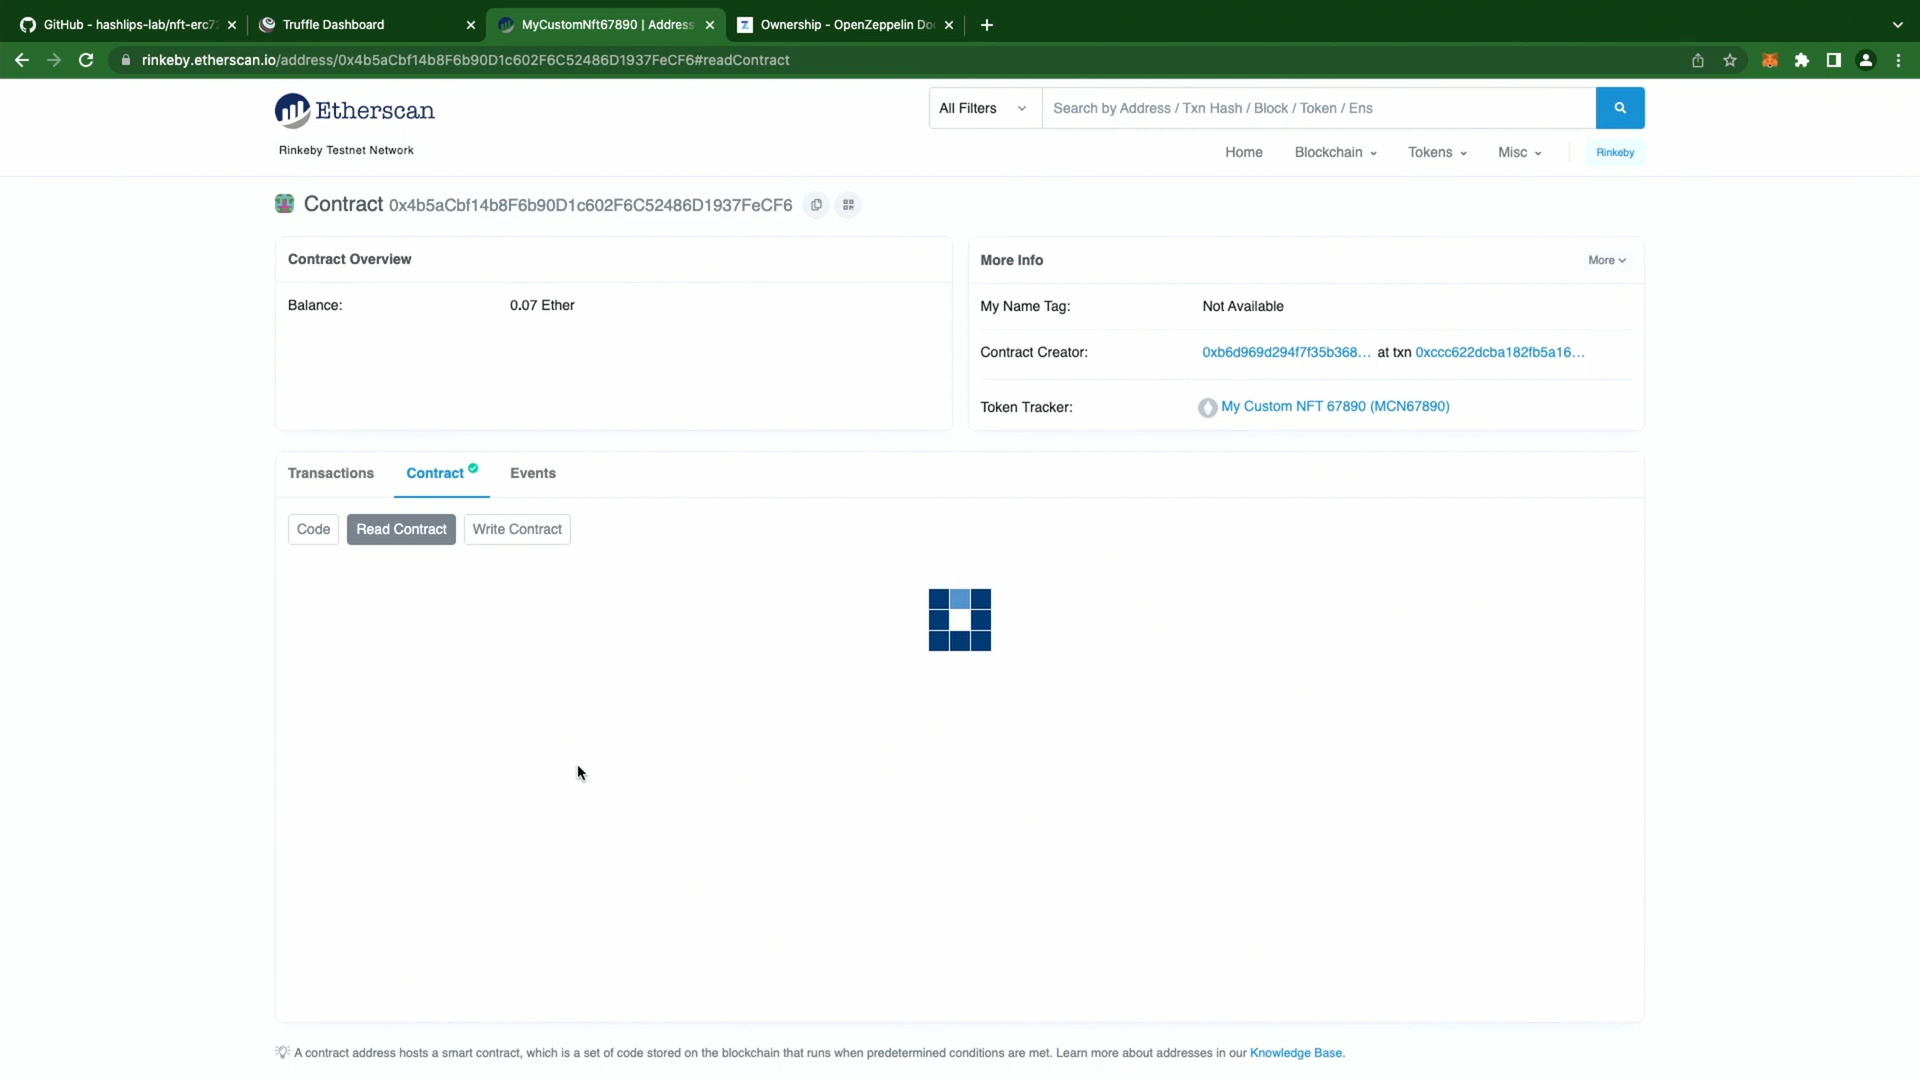 GitHub - hashlips-lab/nft-erc72
Truffle Dashboard
MyCustomNft67890 | Address
Ownership - OpenZeppelin Do
rinkeby.etherscan.io/address/0x4b5aCbf14b8F6b90D1c602F6C52486D1937FeCF6#readContract
Etherscan
All Filters
Search by Address / Txn Hash / Block / Token / Ens
Rinkeby Testnet Network
Home
Blockchain
Tokens
Misc
Rinkeby
Contract 0x4b5aCbf14b8F6b90D1c602F6C52486D1937FeCF6
Contract Overview
Balance: 0.07 Ether
More Info
More
My Name Tag: Not Available
Contract Creator: 0xb6d969d294f7f35b368... at txn 0xccc622dcba182fb5a16...
Token Tracker: My Custom NFT 67890 (MCN67890)
Transactions
Contract
Events
Code
Read Contract
Write Contract
A contract address hosts a smart contract, which is a set of code stored on the blockchain that runs when predetermined conditions are met. Learn more about addresses in our Knowledge Base.